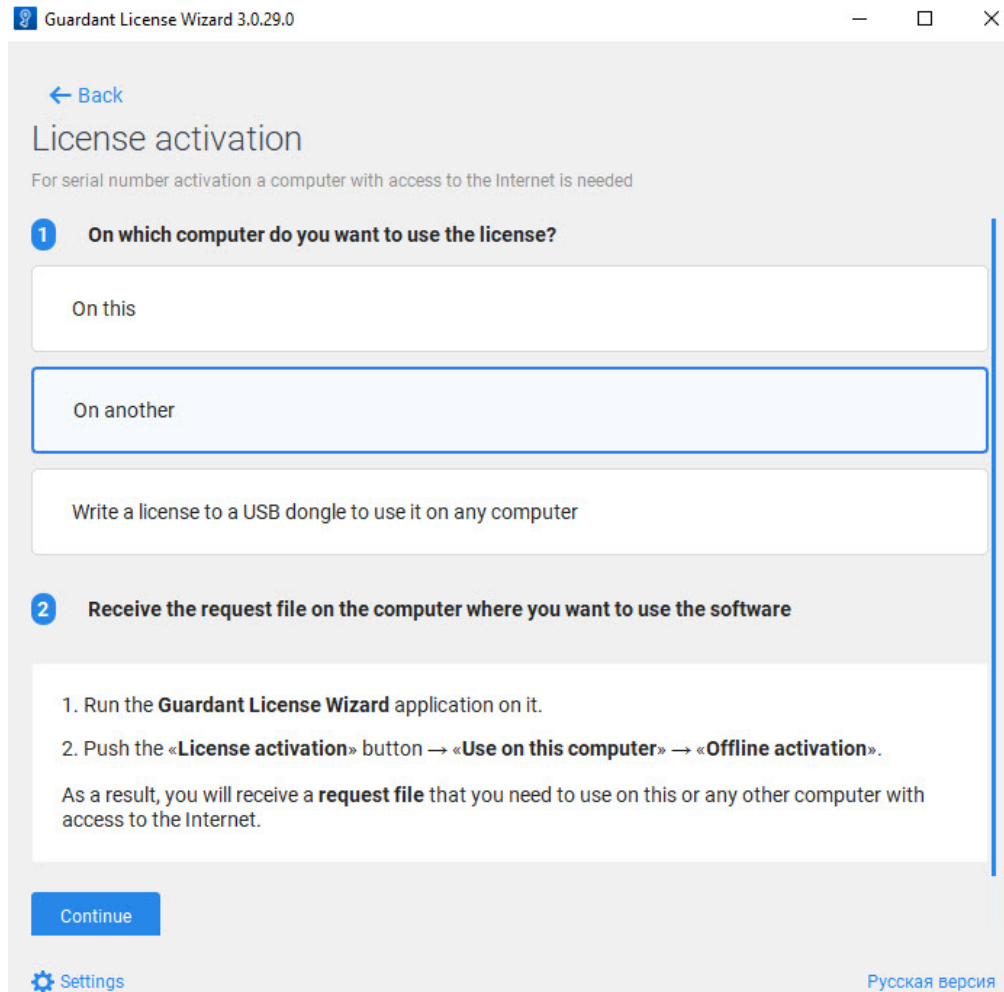 Guardant License Wizard 3.0.29.0
Back
License activation
For serial number activation a computer with access to the Internet is needed
1 On which computer do you want to use the license?
On this
On another
Write a license to a USB dongle to use it on any computer
2 Receive the request file on the computer where you want to use the software
1. Run the Guardant License Wizard application on it.
2. Push the «License activation» button → «Use on this computer» → «Offline activation».
As a result, you will receive a request file that you need to use on this or any other computer with
access to the Internet.
Continue
Settings
Русская версия